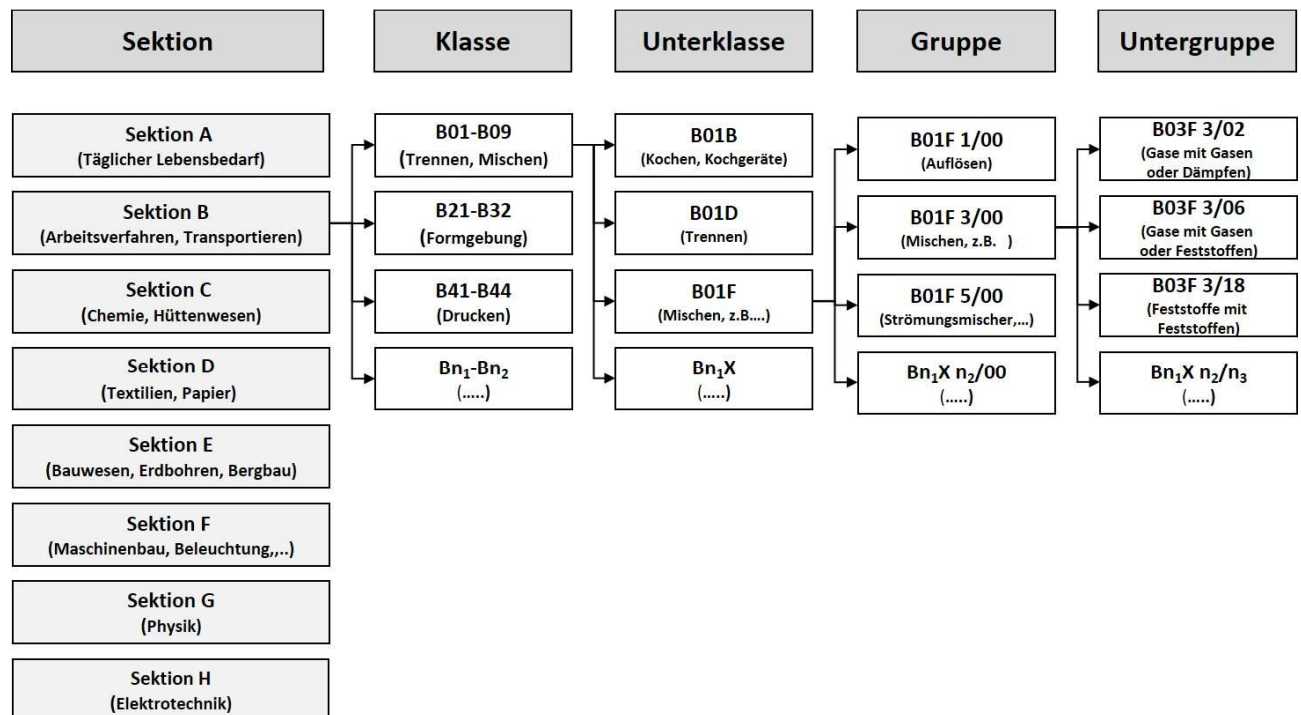 Sektion
Klasse
Unterklasse
Gruppe
Untergruppe
Sektion A
(Täglicher Lebensbedarf)
Sektion B
(Arbeitsverfahren, Transportieren)
Sektion C
(Chemie, Hüttenwesen)
Sektion D
(Textilien, Papier)
Sektion E
(Bauwesen, Erdbohren, Bergbau)
Sektion F
(Maschinenbau, Beleuchtung,,..)
Sektion G
(Physik)
Sektion H
(Elektrotechnik)
B01-B09
(Trennen, Mischen)
B21-B32
(Formgebung)
B41-B44
(Drucken)
Bn₁-Bn₂
(.....)
B01B
(Kochen, Kochgeräte)
B01D
(Trennen)
B01F
(Mischen, z.B....)
Bn₁X
(.....)
B01F 1/00
(Auflösen)
B01F 3/00
(Mischen, z.B. )
B01F 5/00
(Strömungsmischer,...)
Bn₁X n₂/00
(.....)
B03F 3/02
(Gase mit Gasen
oder Dämpfen)
B03F 3/06
(Gase mit Gasen
oder Feststoffen)
B03F 3/18
(Feststoffe mit
Feststoffen)
Bn₁X n₂/n₃
(.....)